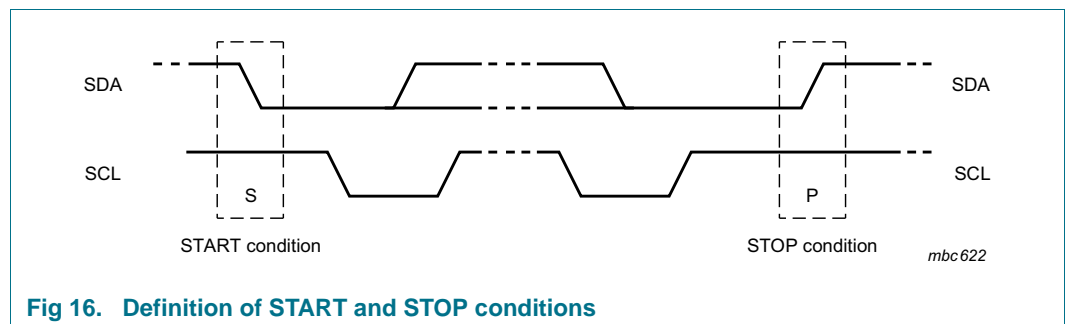 SDA
SDA
SCL
SCL
S
P
START condition
STOP condition
mbc622
Fig 16. Definition of START and STOP conditions